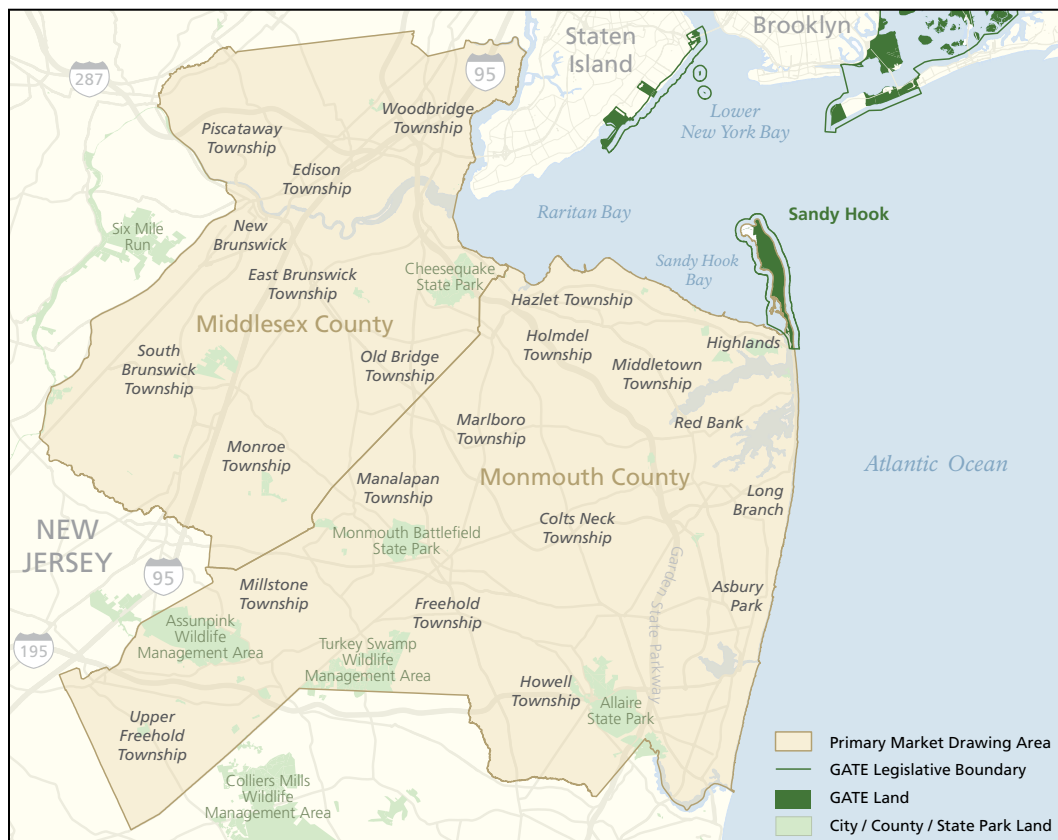 Staten
Island
Brooklyn
287
95
Woodbridge
Township
Lower
New York Bay
Piscataway
Township
Edison
Township
Raritan Bay
Sandy Hook
Six Mile
Run
New
Brunswick
East Brunswick
Township
Cheesequake
State Park
Sandy Hook
Bay
Hazlet Township
Middlesex County
Holmdel
Township
Highlands
South
Brunswick
Township
Old Bridge
Township
Middletown
Township
Marlboro
Township
Red Bank
Monroe
Township
Manalapan
Township
Monmouth County
Atlantic Ocean
Long
Branch
NEW
JERSEY
Monmouth Battlefield
State Park
Colts Neck
Township
95
Millstone
Township
Freehold
Township
Garden State Parkway
Asbury
Park
195
Assunpink
Wildlife
Management Area
Turkey Swamp
Wildlife
Management Area
Howell
Township
Allaire
State Park
Upper
Freehold
Township
Colliers Mills
Wildlife
Management Area
Primary Market Drawing Area
GATE Legislative Boundary
GATE Land
City / County / State Park Land